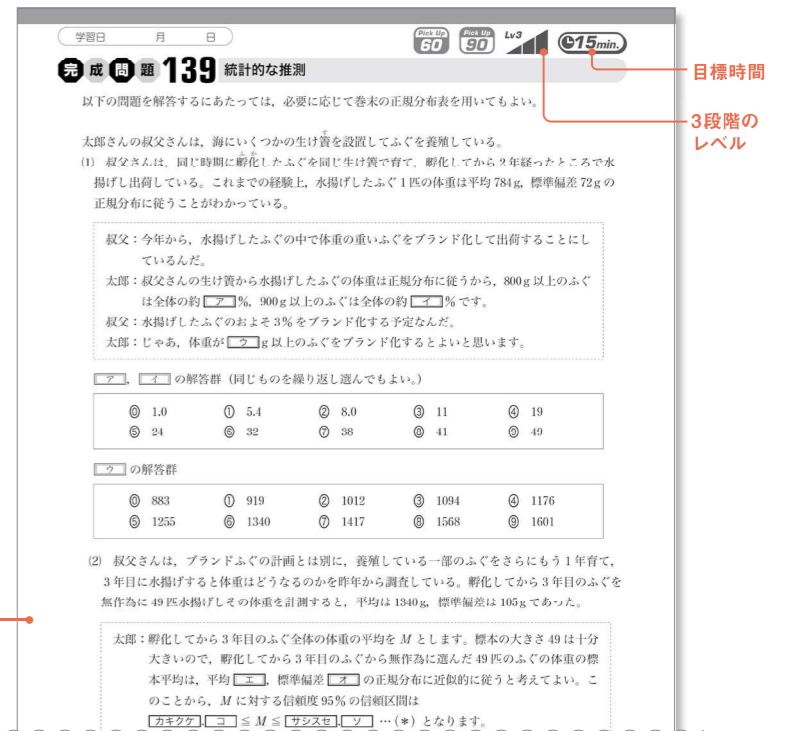 学習日 月 日
Pick Up 60 Pick Up 90 Lv3 15min.
完成問題 139 統計的な推測
目標時間
3段階の
レベル
以下の問題を解答するにあたっては，必要に応じて巻末の正規分布表を用いてもよい。
太郎さんの叔父さんは，海にいくつかの生け簀を設置してふぐを養殖している。
(1) 叔父さんは，同じ時期に孵化したふぐを同じ生け簀で育て，孵化してから2年経ったところで水
揚げし出荷している。これまでの経験上，水揚げしたふぐ1匹の体重は平均784g，標準偏差72gの
正規分布に従うことがわかっている。
叔父：今年から，水揚げしたふぐの中で体重の重いふぐをブランド化して出荷することにし
ているんだ。
太郎：叔父さんの生け簀から水揚げしたふぐの体重は正規分布に従うから，800g以上のふぐ
は全体の約 ア %，900g以上のふぐは全体の約 イ %です。
叔父：水揚げしたふぐのおよそ3%をブランド化する予定なんだ。
太郎：じゃあ，体重が ウ g以上のふぐをブランド化するとよいと思います。
ア ， イ の解答群（同じものを繰り返し選んでもよい。）
⓪ 1.0 ① 5.4 ② 8.0 ③ 11 ④ 19
⑤ 24 ⑥ 32 ⑦ 38 ⑧ 41 ⑨ 49
ウ の解答群
⓪ 883 ① 919 ② 1012 ③ 1094 ④ 1176
⑤ 1255 ⑥ 1340 ⑦ 1417 ⑧ 1568 ⑨ 1601
(2) 叔父さんは，ブランドふぐの計画とは別に，養殖している一部のふぐをさらにもう1年育て，
3年目に水揚げすると体重はどうなるのかを昨年から調査している。孵化してから3年目のふぐを
無作為に49匹水揚げしその体重を計測すると，平均は1340g，標準偏差は105gであった。
太郎：孵化してから3年目のふぐ全体の体重の平均をMとします。標本の大きさ49は十分
大きいので，孵化してから3年目のふぐから無作為に選んだ49匹のふぐの体重の標
本平均は，平均 エ ，標準偏差 オ の正規分布に近似的に従うと考えてよい。こ
のことから，Mに対する信頼度95%の信頼区間は
カキクケ . コ ≦ M ≦ サシスセ . ソ …(＊) となります。